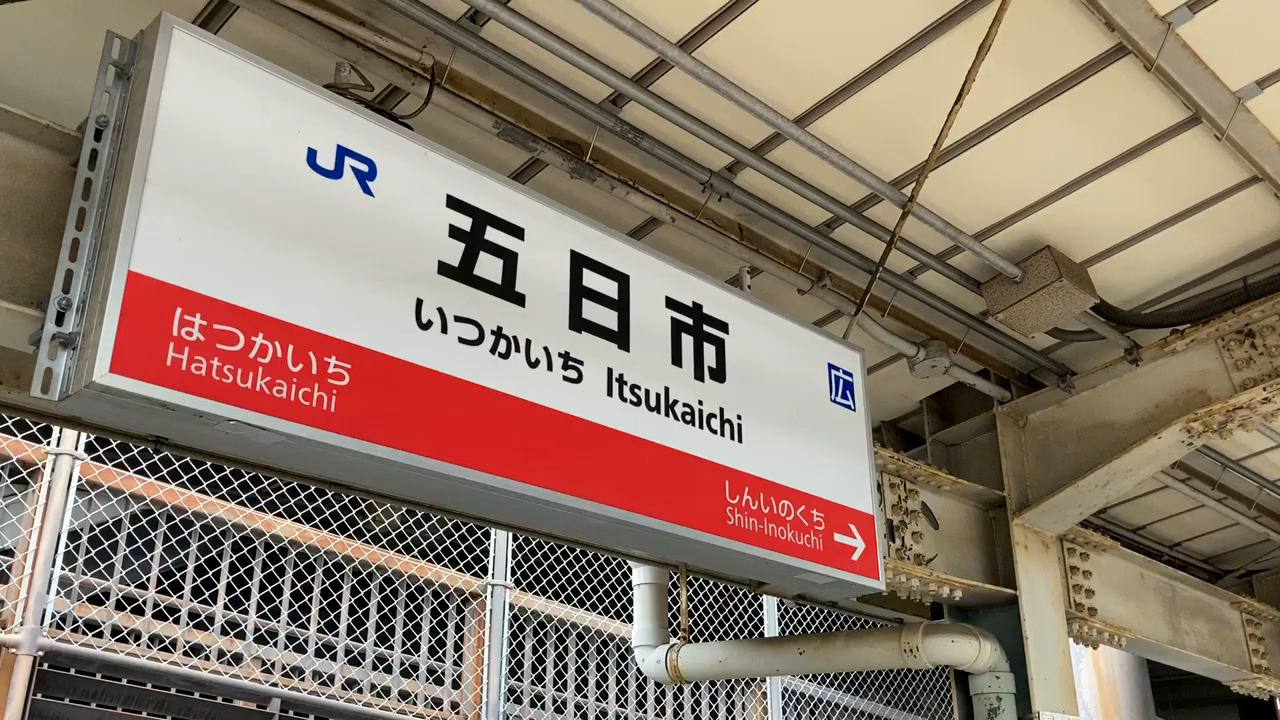 JR
五日市
いつかいち Itsukaichi
広
はつかいち
Hatsukaichi
しんいのくち
Shin-Inokuchi
→